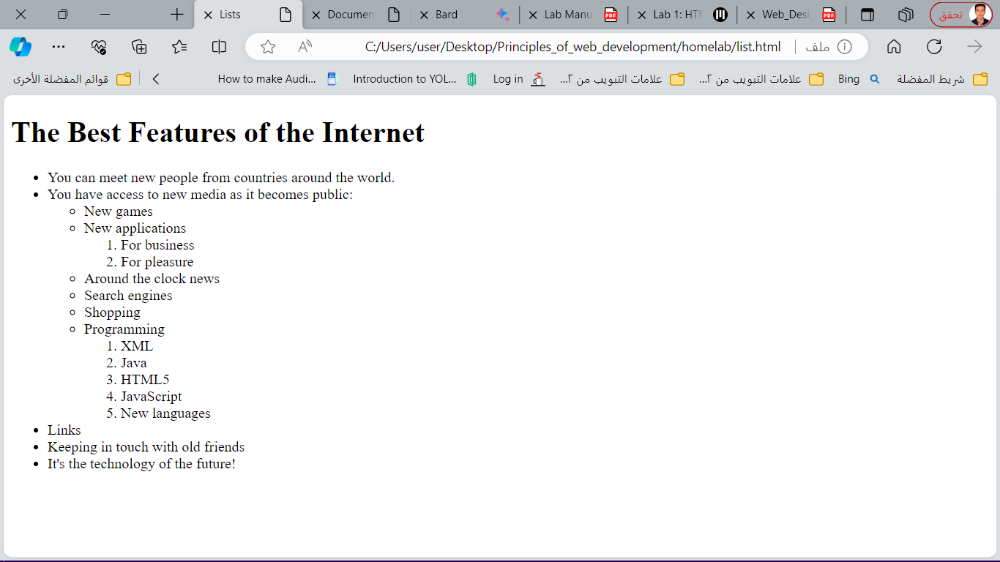 Lists
Documen
Bard
Lab Manu
Lab 1: HTM
Web_Desi
تحقق
C:/Users/user/Desktop/Principles_of_web_development/homelab/list.html
ملف
قوائم المفضلة الأخرى
How to make Audi...
Introduction to YOL...
Log in
علامات التبويب من ٢...
علامات التبويب من ٢...
Bing
شريط المفضلة
The Best Features of the Internet
• You can meet new people from countries around the world.
• You have access to new media as it becomes public:
◦ New games
◦ New applications
1. For business
2. For pleasure
◦ Around the clock news
◦ Search engines
◦ Shopping
◦ Programming
1. XML
2. Java
3. HTML5
4. JavaScript
5. New languages
• Links
• Keeping in touch with old friends
• It's the technology of the future!